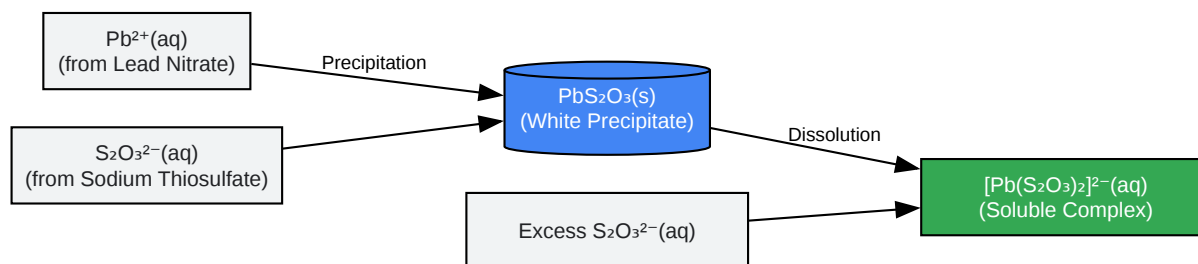 Pb²⁺(aq)
(from Lead Nitrate)
Precipitation
S₂O₃²⁻(aq)
(from Sodium Thiosulfate)
PbS₂O₃(s)
(White Precipitate)
Dissolution
Excess S₂O₃²⁻(aq)
[Pb(S₂O₃)₂]²⁻(aq)
(Soluble Complex)